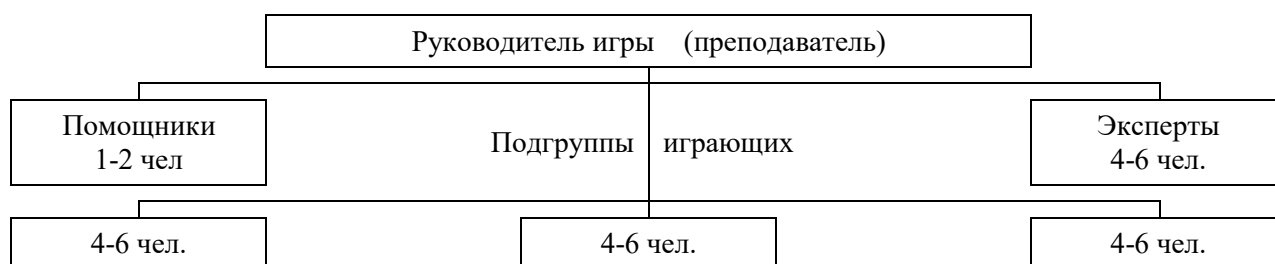 Руководитель игры (преподаватель)
Помощники
1-2 чел
Подгруппы играющих
Эксперты
4-6 чел.
4-6 чел.
4-6 чел.
4-6 чел.